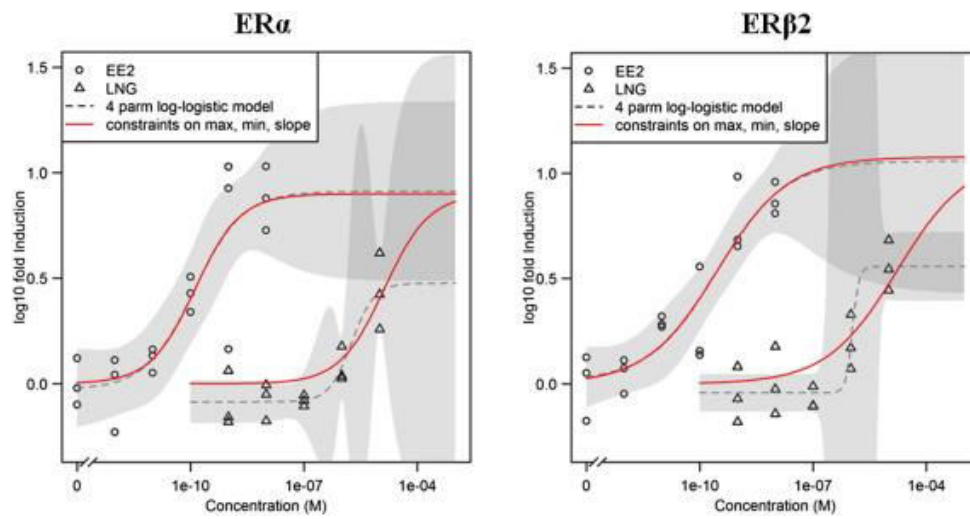 ERα
ERβ2
1.5
1.0
0.5
0.0
log10 fold Induction
EE2
LNG
4 parm log-logistic model
constraints on max, min, slope
0
1e-10
1e-07
1e-04
Concentration (M)
1.5
1.0
0.5
0.0
log10 fold Induction
EE2
LNG
4 parm log-logistic model
constraints on max, min, slope
0
1e-10
1e-07
1e-04
Concentration (M)